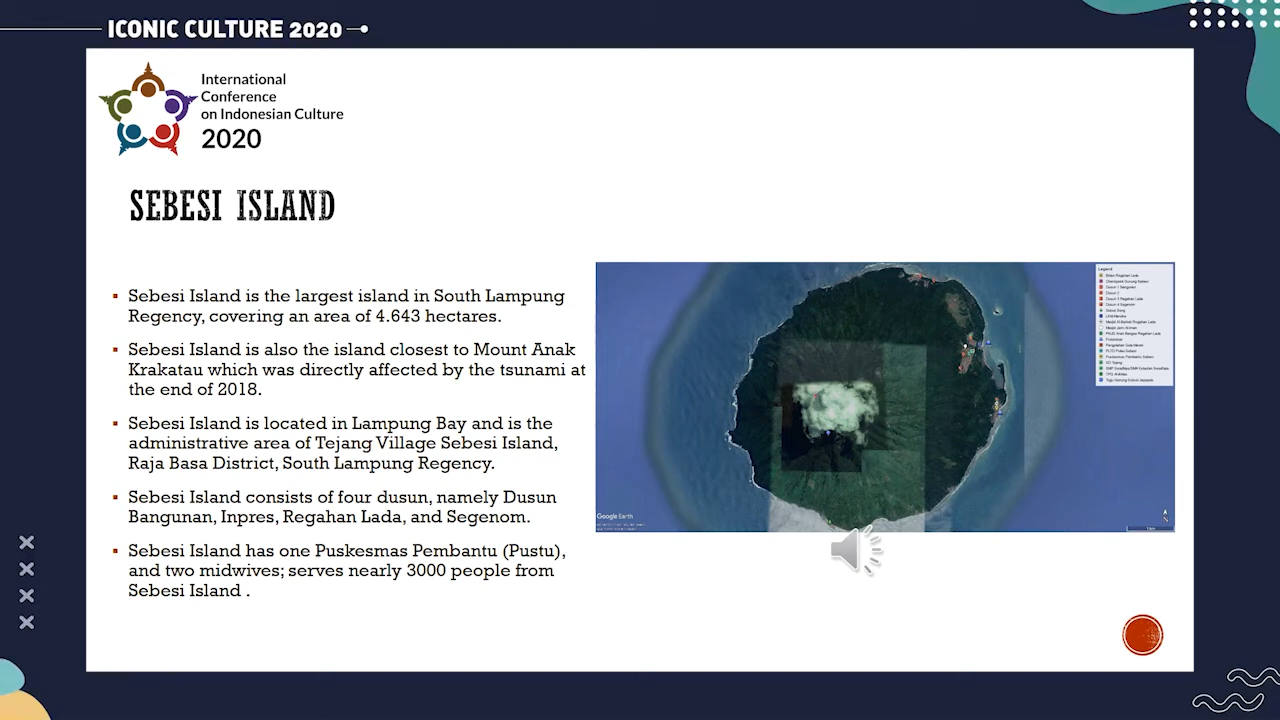 ICONIC CULTURE 2020
International
Conference
on Indonesian Culture
2020
SEBESI ISLAND
Sebesi Island is the largest island in South Lampung
Regency, covering an area of 4.643 hectares.
Sebesi Island is also the island closest to Mount Anak
Krakatau which was directly affected by the tsunami at
the end of 2018.
Sebesi Island is located in Lampung Bay and is the
administrative area of Tejang Village Sebesi Island,
Raja Basa District, South Lampung Regency.
Sebesi Island consists of four dusun, namely Dusun
Bangunan, Inpres, Regahan Lada, and Segenom.
Sebesi Island has one Puskesmas Pembantu (Pustu),
and two midwives; serves nearly 3000 people from
Sebesi Island .
Legend
Google Earth
N